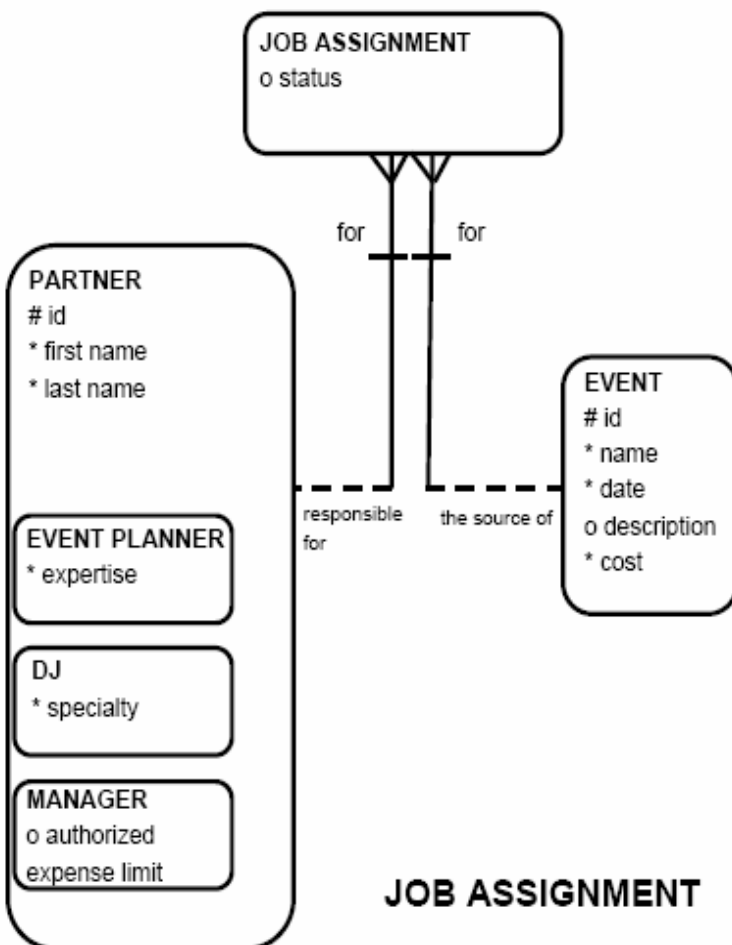 JOB ASSIGNMENT
o status
for
for
PARTNER
# id
* first name
* last name
EVENT
# id
* name
* date
o description
* cost
responsible
for
the source of
EVENT PLANNER
* expertise
DJ
* specialty
MANAGER
o authorized
expense limit
JOB ASSIGNMENT